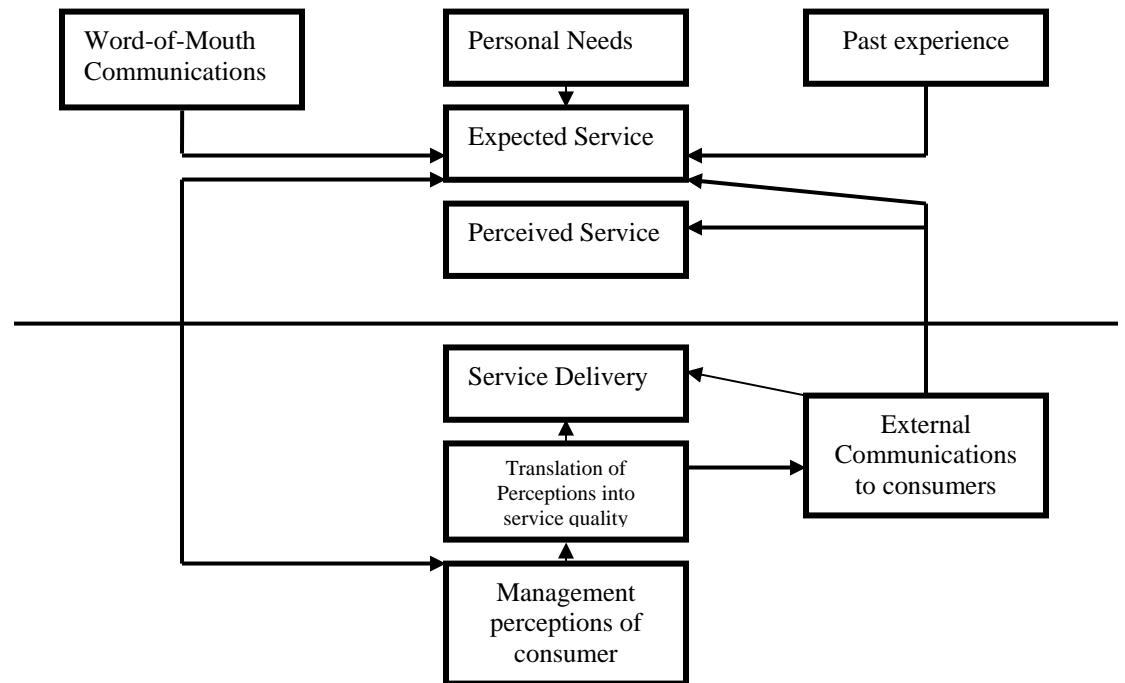 Word-of-Mouth
Communications
Personal Needs
Past experience
Expected Service
Perceived Service
Service Delivery
External
Communications
to consumers
Translation of
Perceptions into
service quality
Management
perceptions of
consumer